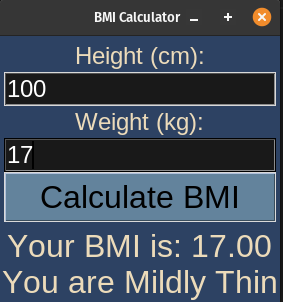 BMI Calculator
Height (cm):
100
Weight (kg):
17
Calculate BMI
Your BMI is: 17.00
You are Mildly Thin